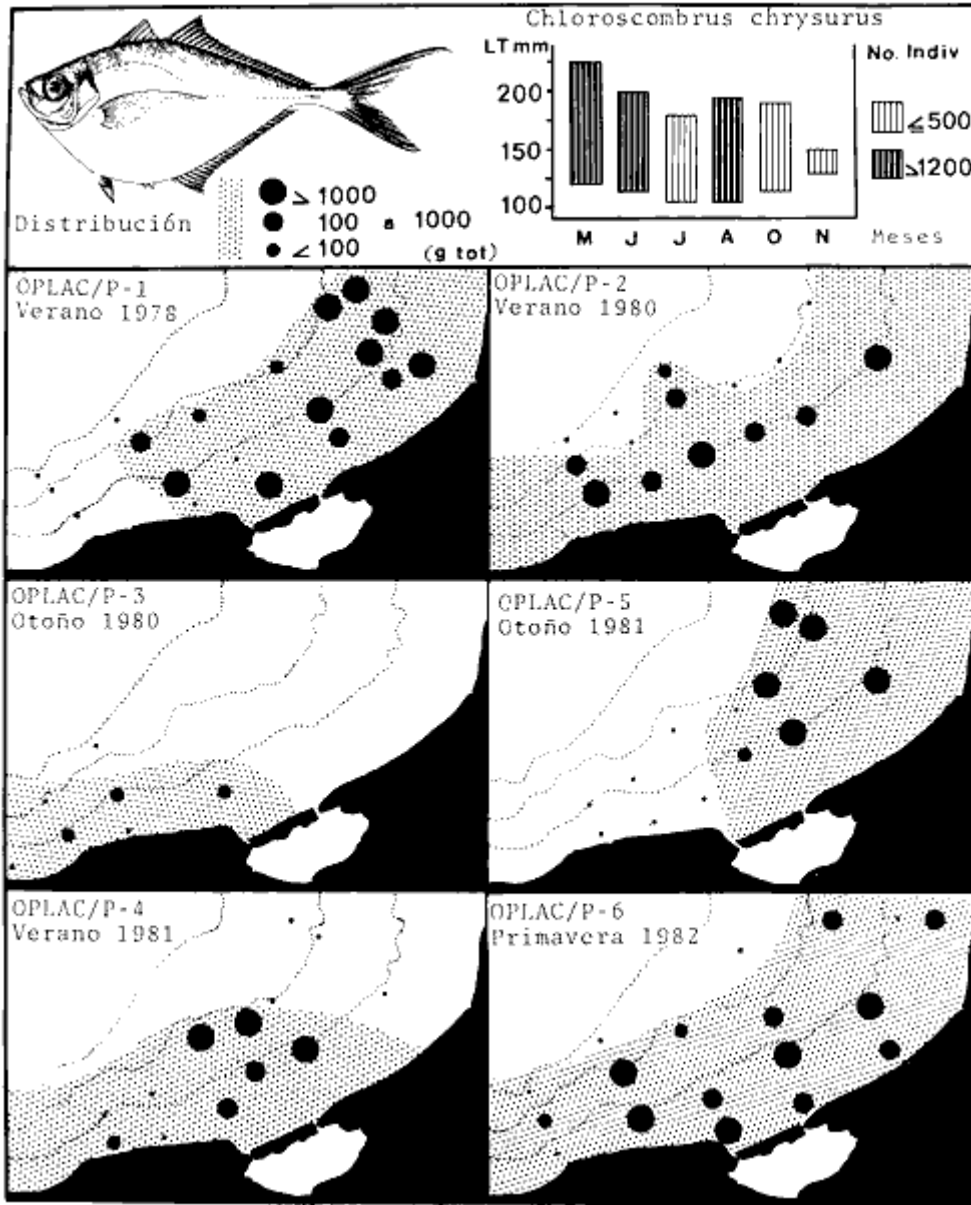 Chloroscombrus chrysurus
LT mm
200
150
100
M J J A O N Meses
No. Indiv
≦500
≥1200
Distribución
≥ 1000
100 a 1000
< 100 (g tot)
OPLAC/P-1
Verano 1978
OPLAC/P-2
Verano 1980
OPLAC/P-3
Otoño 1980
OPLAC/P-5
Otoño 1981
OPLAC/P-4
Verano 1981
OPLAC/P-6
Primavera 1982